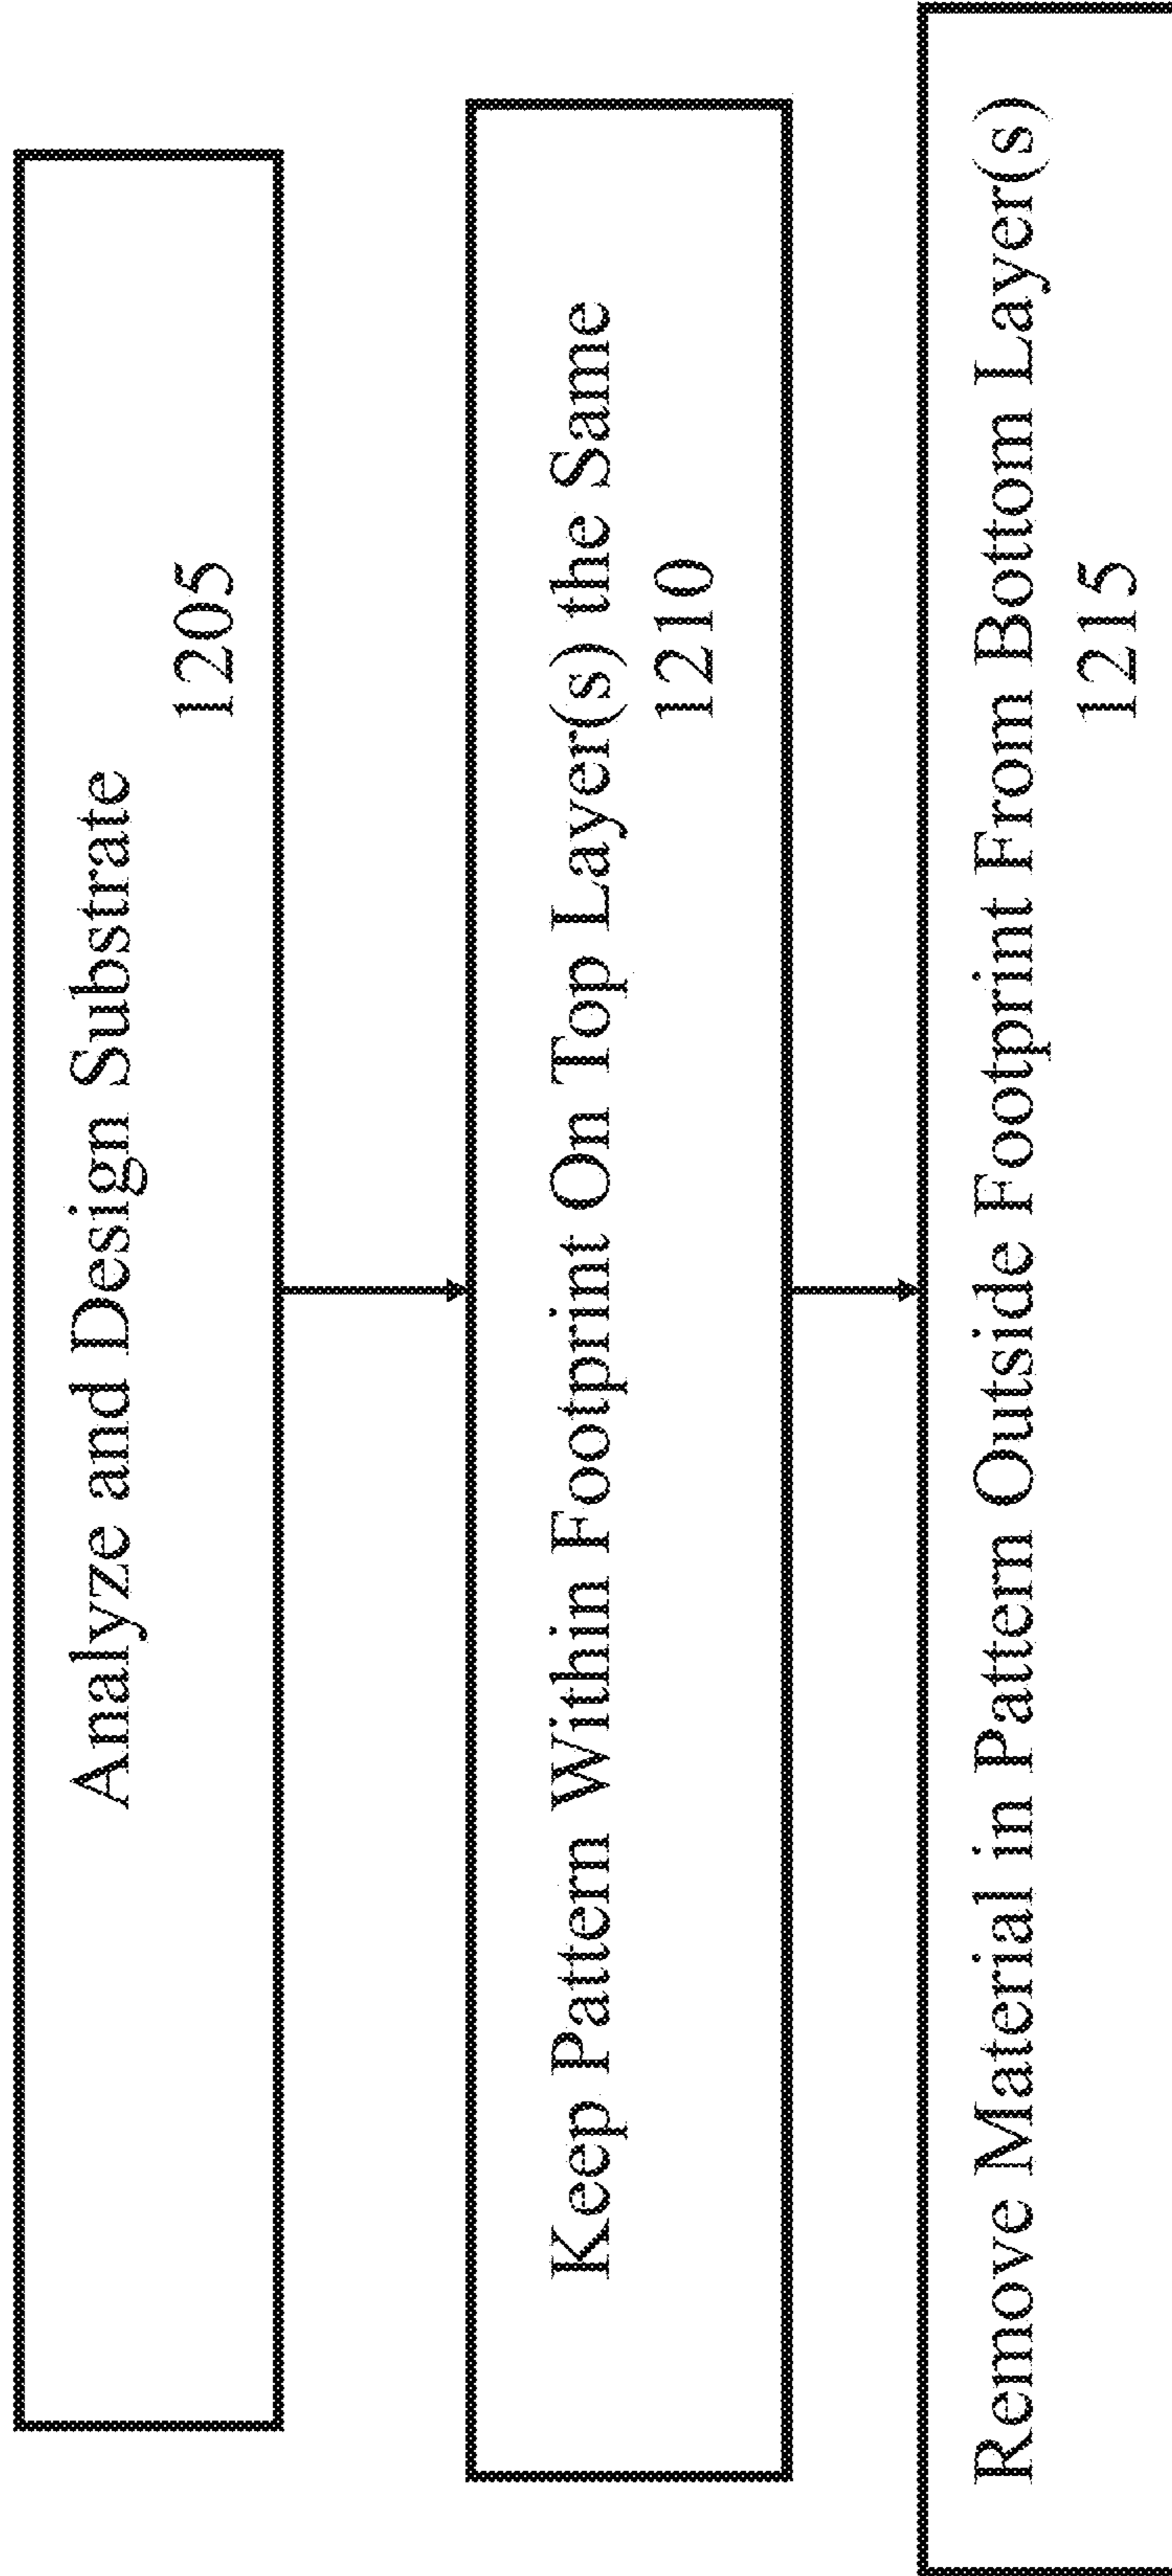 Analyze and Design Substrate
1205
Keep Pattern Within Footprint On Top Layer(s) the Same
1210
Remove Material in Pattern Outside Footprint From Bottom Layer(s)
1215